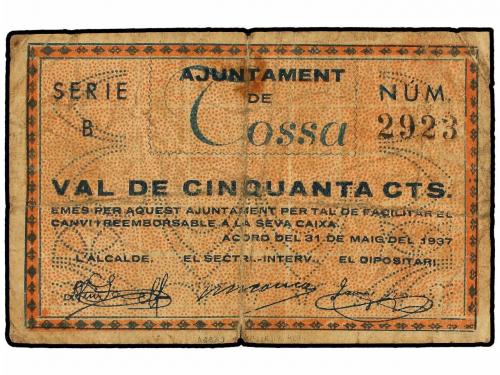 AJUNTAMENT
SERIE DE NÚM.
B Tossa 2923
VAL DE CINQUANTA CTS.
EMÈS PER AQUEST AJUNTAMENT PER TAL DE FACILITAR EL
CANVI I REEMBORSABLE A LA SEVA CAIXA.
ACORD DEL 31 DE MAIG DEL 1937
L'ALCALDE. EL SECTRI.-INTERV. EL DIPOSITARI.